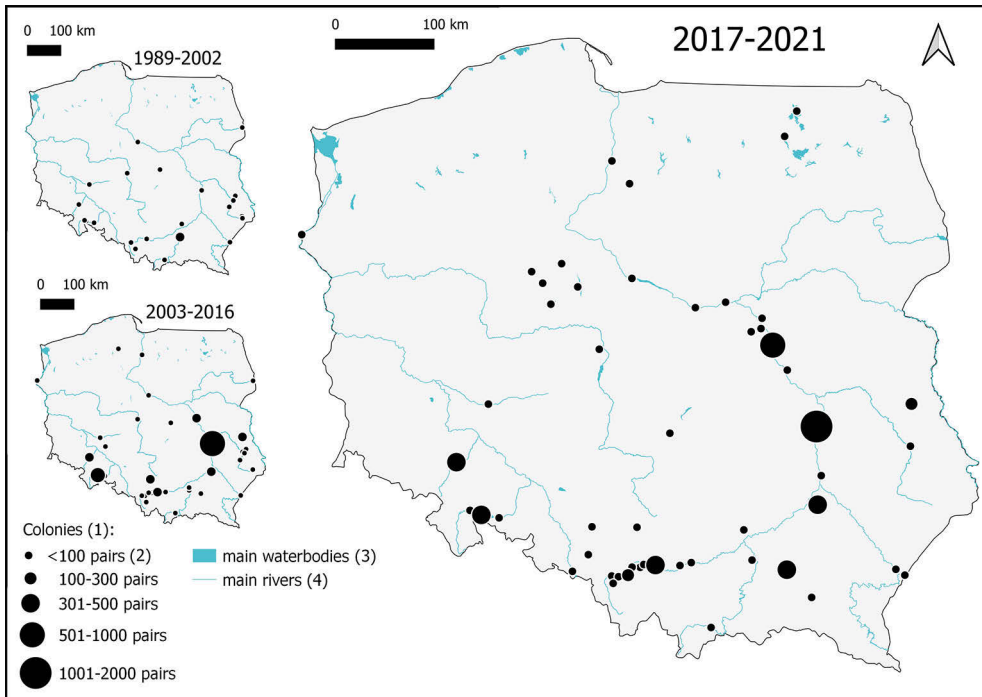 0 100 km
1989-2002
0 100 km
2003-2016
0 100 km
2017-2021
Colonies (1):
<100 pairs (2)
100-300 pairs
301-500 pairs
501-1000 pairs
1001-2000 pairs
main waterbodies (3)
main rivers (4)